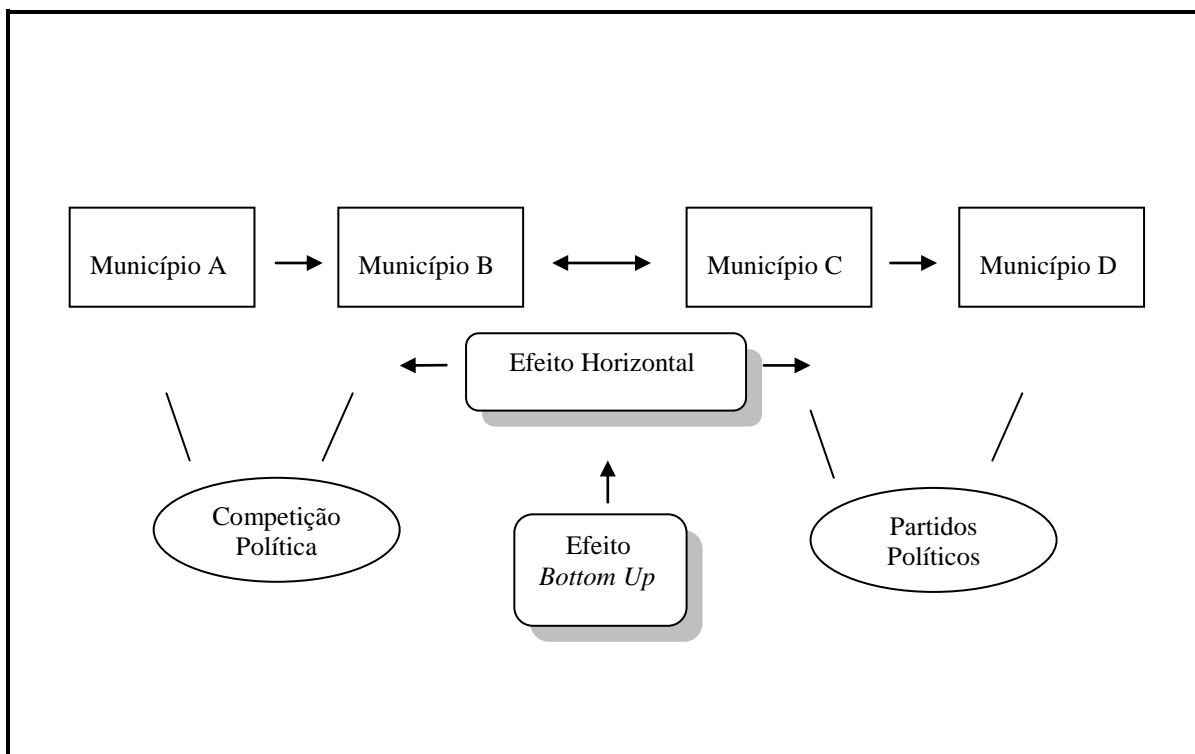 Município A
Município B
Município C
Município D
Efeito Horizontal
Competição
Política
Efeito
Bottom Up
Partidos
Políticos